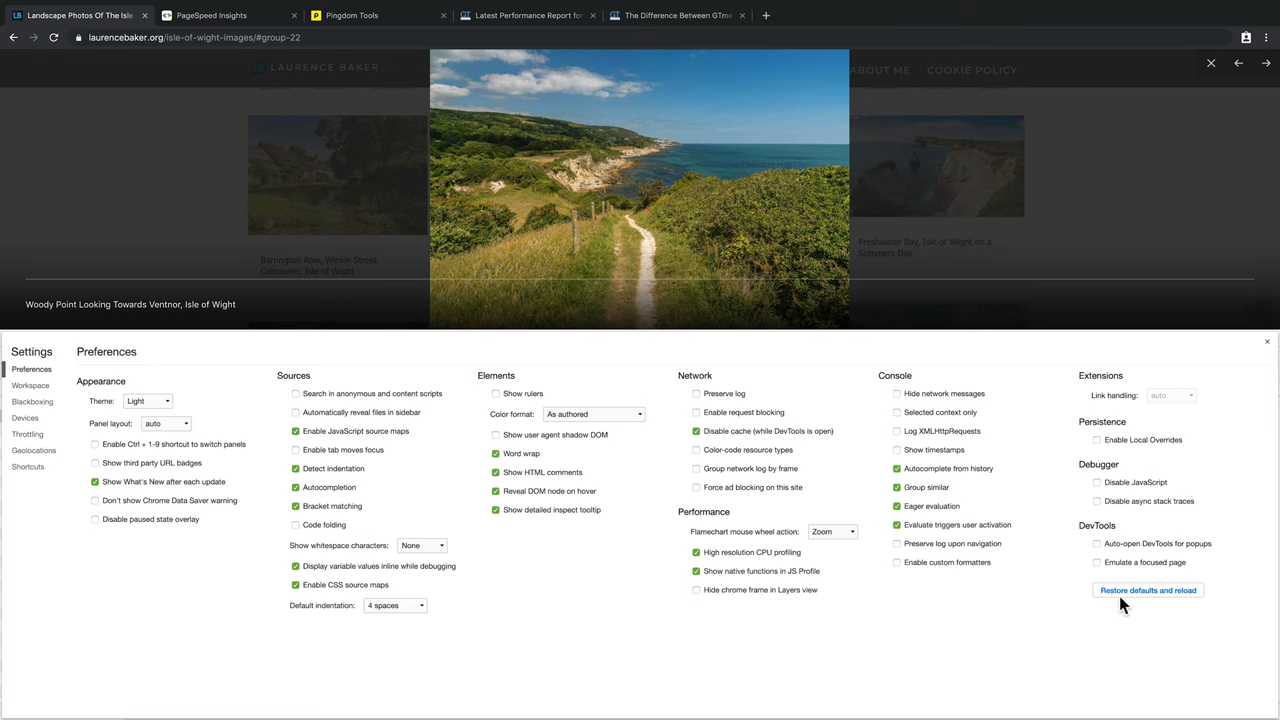 Landscape Photos Of The Isle
PageSpeed Insights
Pingdom Tools
Latest Performance Report for
The Difference Between GTme
laurencebaker.org/isle-of-wight-images/#group-22
LB LAURENCE BAKER
ABOUT ME
COOKIE POLICY
Barrington Row, Winkle Street,
Calbourne, Isle of Wight
Freshwater Bay, Isle of Wight on a
Summers Day
Woody Point Looking Towards Ventnor, Isle of Wight
Settings
Preferences
Workspace
Blackboxing
Devices
Throttling
Geolocations
Shortcuts
Preferences
Appearance
Theme: Light
Panel layout: auto
Enable Ctrl + 1-9 shortcut to switch panels
Show third party URL badges
Show What's New after each update
Don't show Chrome Data Saver warning
Disable paused state overlay
Sources
Search in anonymous and content scripts
Automatically reveal files in sidebar
Enable JavaScript source maps
Enable tab moves focus
Detect indentation
Autocompletion
Bracket matching
Code folding
Show whitespace characters: None
Display variable values inline while debugging
Enable CSS source maps
Default indentation: 4 spaces
Elements
Show rulers
Color format: As authored
Show user agent shadow DOM
Word wrap
Show HTML comments
Reveal DOM node on hover
Show detailed inspect tooltip
Network
Preserve log
Enable request blocking
Disable cache (while DevTools is open)
Color-code resource types
Group network log by frame
Force ad blocking on this site
Performance
Flamechart mouse wheel action: Zoom
High resolution CPU profiling
Show native functions in JS Profile
Hide chrome frame in Layers view
Console
Hide network messages
Selected context only
Log XMLHttpRequests
Show timestamps
Autocomplete from history
Group similar
Eager evaluation
Evaluate triggers user activation
Preserve log upon navigation
Enable custom formatters
Extensions
Link handling: auto
Persistence
Enable Local Overrides
Debugger
Disable JavaScript
Disable async stack traces
DevTools
Auto-open DevTools for popups
Emulate a focused page
Restore defaults and reload